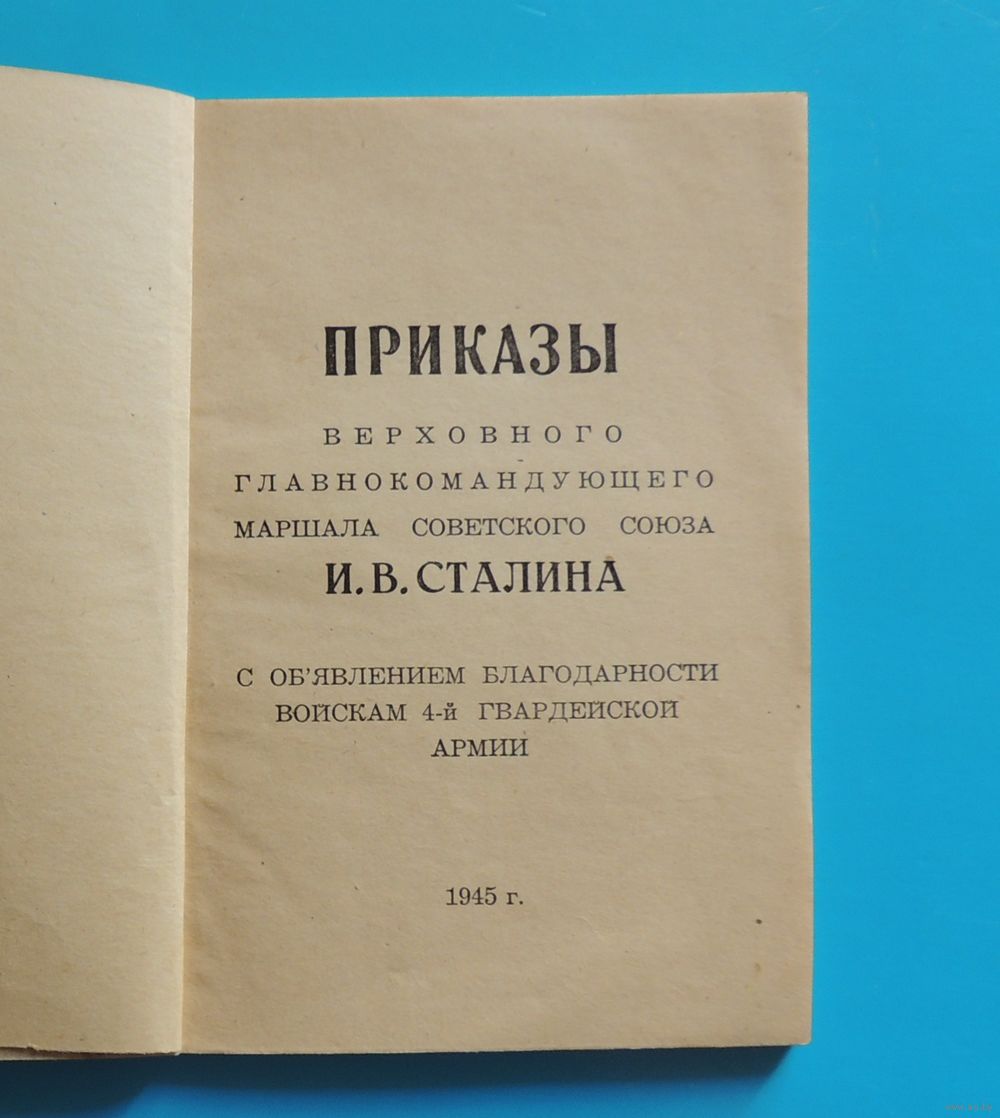 ПРИКАЗЫ
ВЕРХОВНОГО
ГЛАВНОКОМАНДУЮЩЕГО
МАРШАЛА СОВЕТСКОГО СОЮЗА
И. В. СТАЛИНА
С ОБ'ЯВЛЕНИЕМ БЛАГОДАРНОСТИ
ВОЙСКАМ 4-й ГВАРДЕЙСКОЙ
АРМИИ
1945 г.